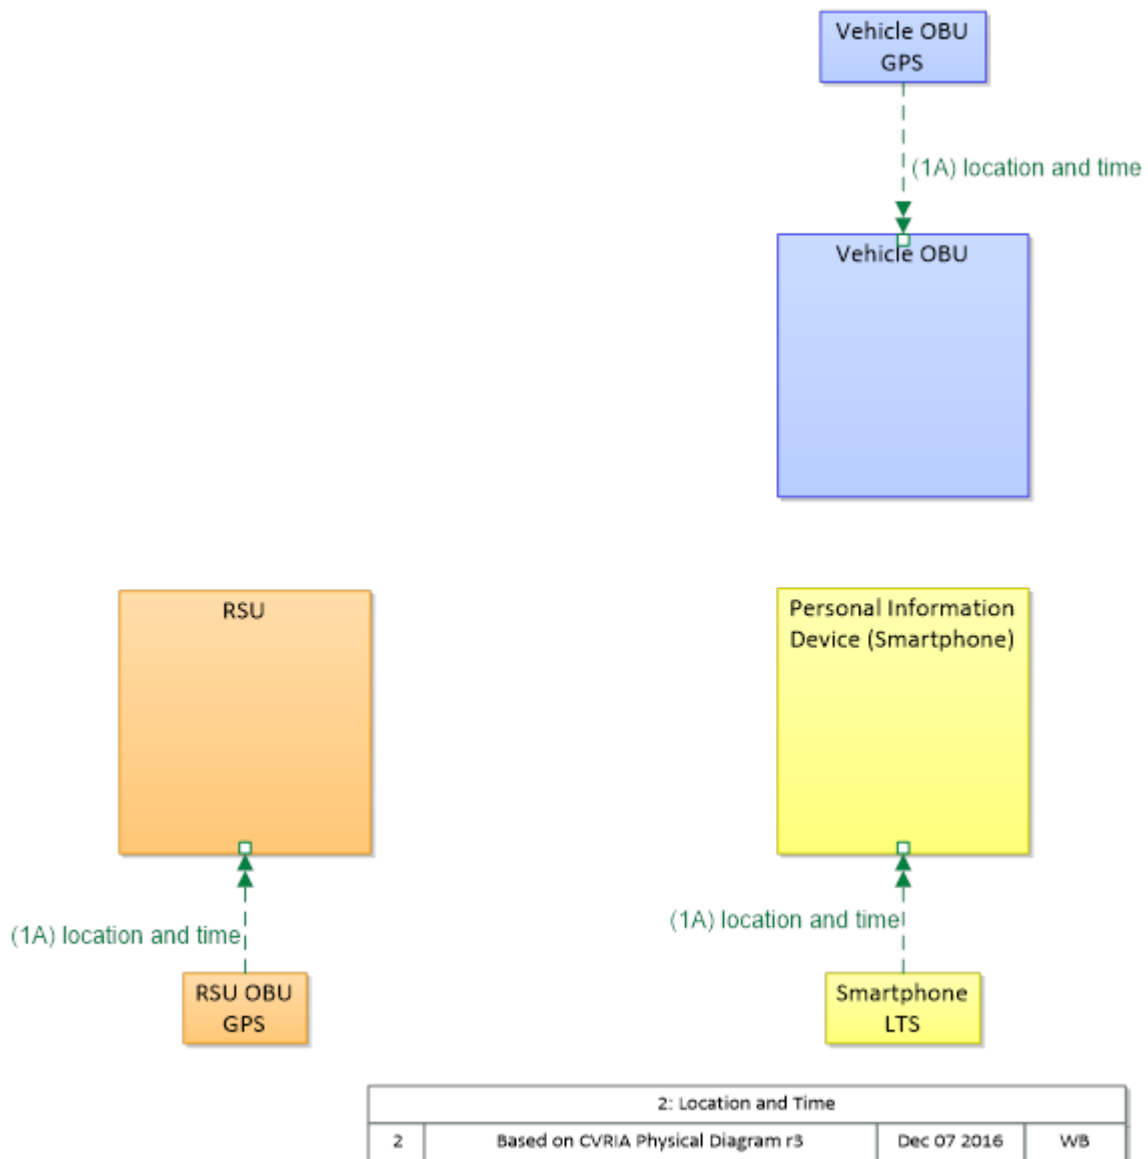 Vehicle OBU
GPS
(1A) location and time
Vehicle OBU
RSU
Personal Information
Device (Smartphone)
(1A) location and time
(1A) location and time
RSU OBU
GPS
Smartphone
LTS
2: Location and Time
2 Based on CVRIA Physical Diagram r3 Dec 07 2016 WB